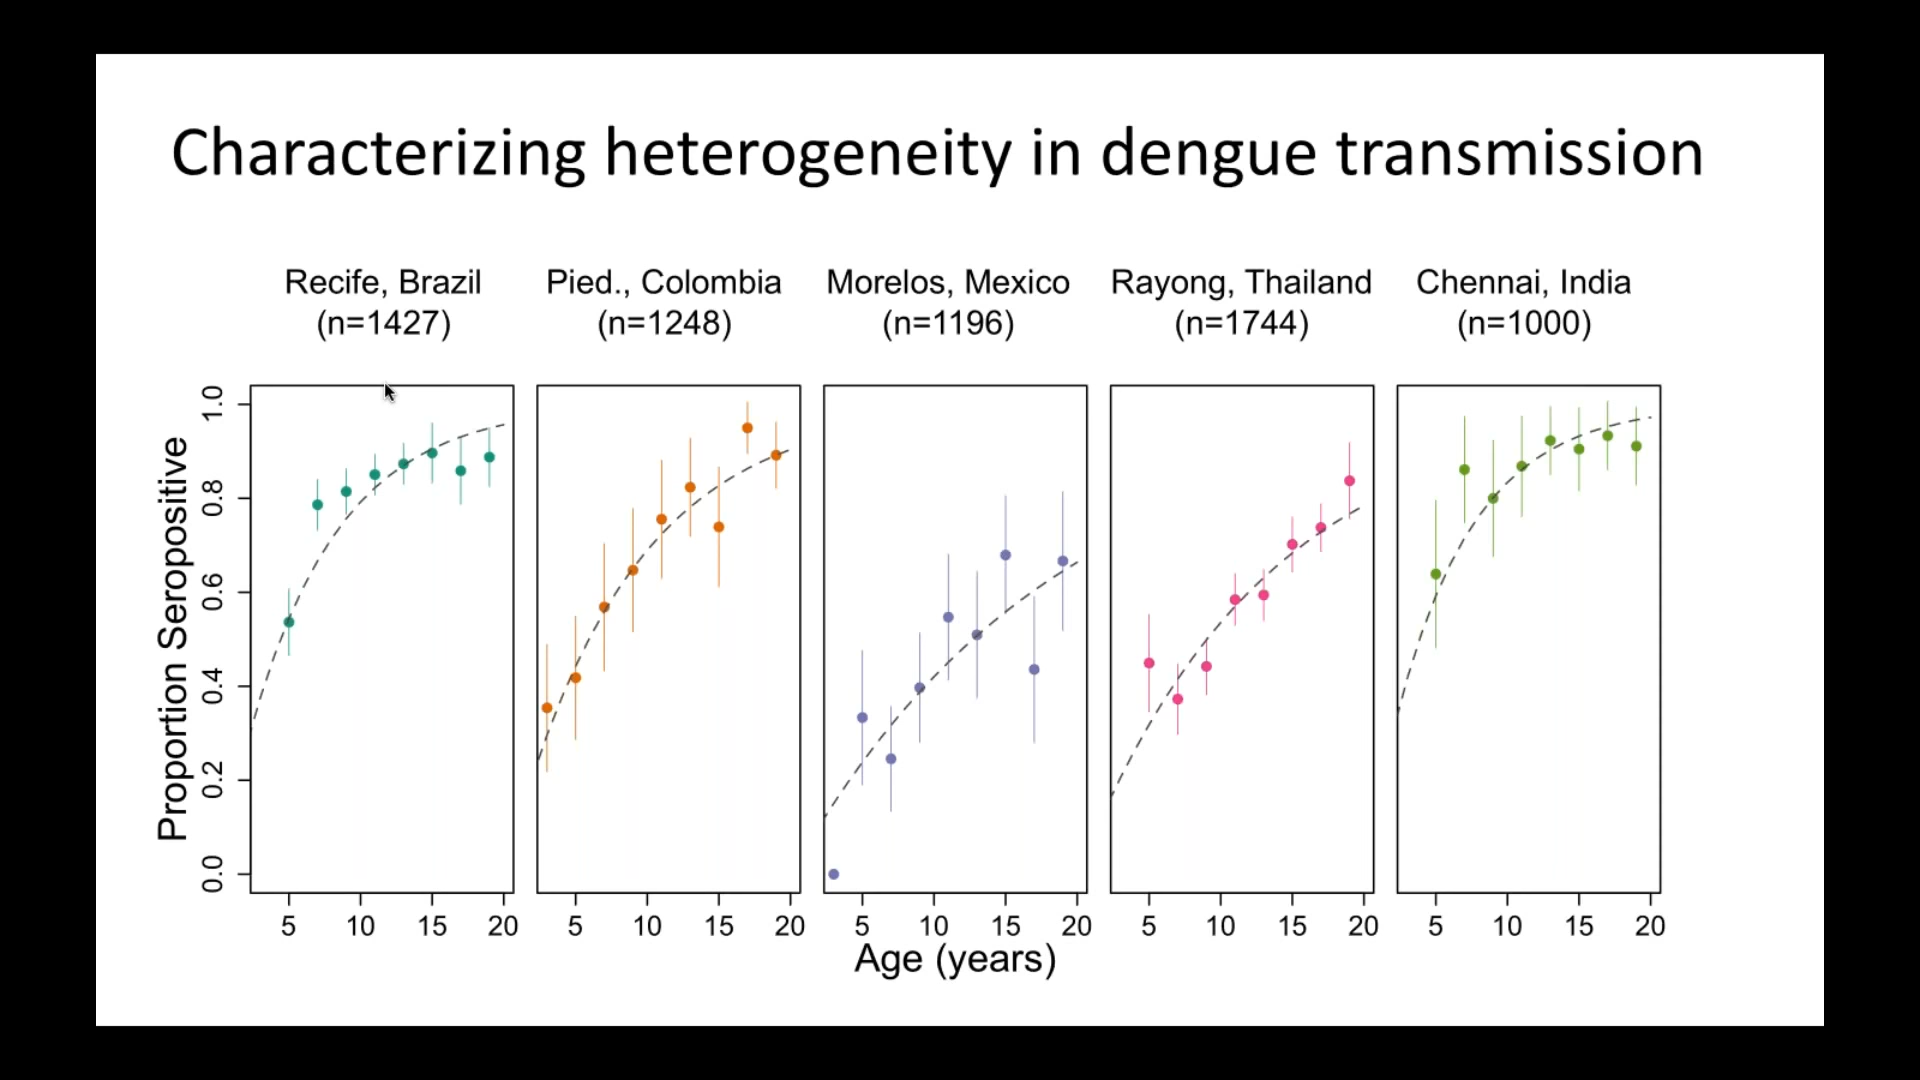 Characterizing heterogeneity in dengue transmission
Recife, Brazil
(n=1427)
Pied., Colombia
(n=1248)
Morelos, Mexico
(n=1196)
Rayong, Thailand
(n=1744)
Chennai, India
(n=1000)
Proportion Seropositive
1.0
0.8
0.6
0.4
0.2
0.0
5 10 15 20
5 10 15 20
5 10 15 20
5 10 15 20
5 10 15 20
Age (years)